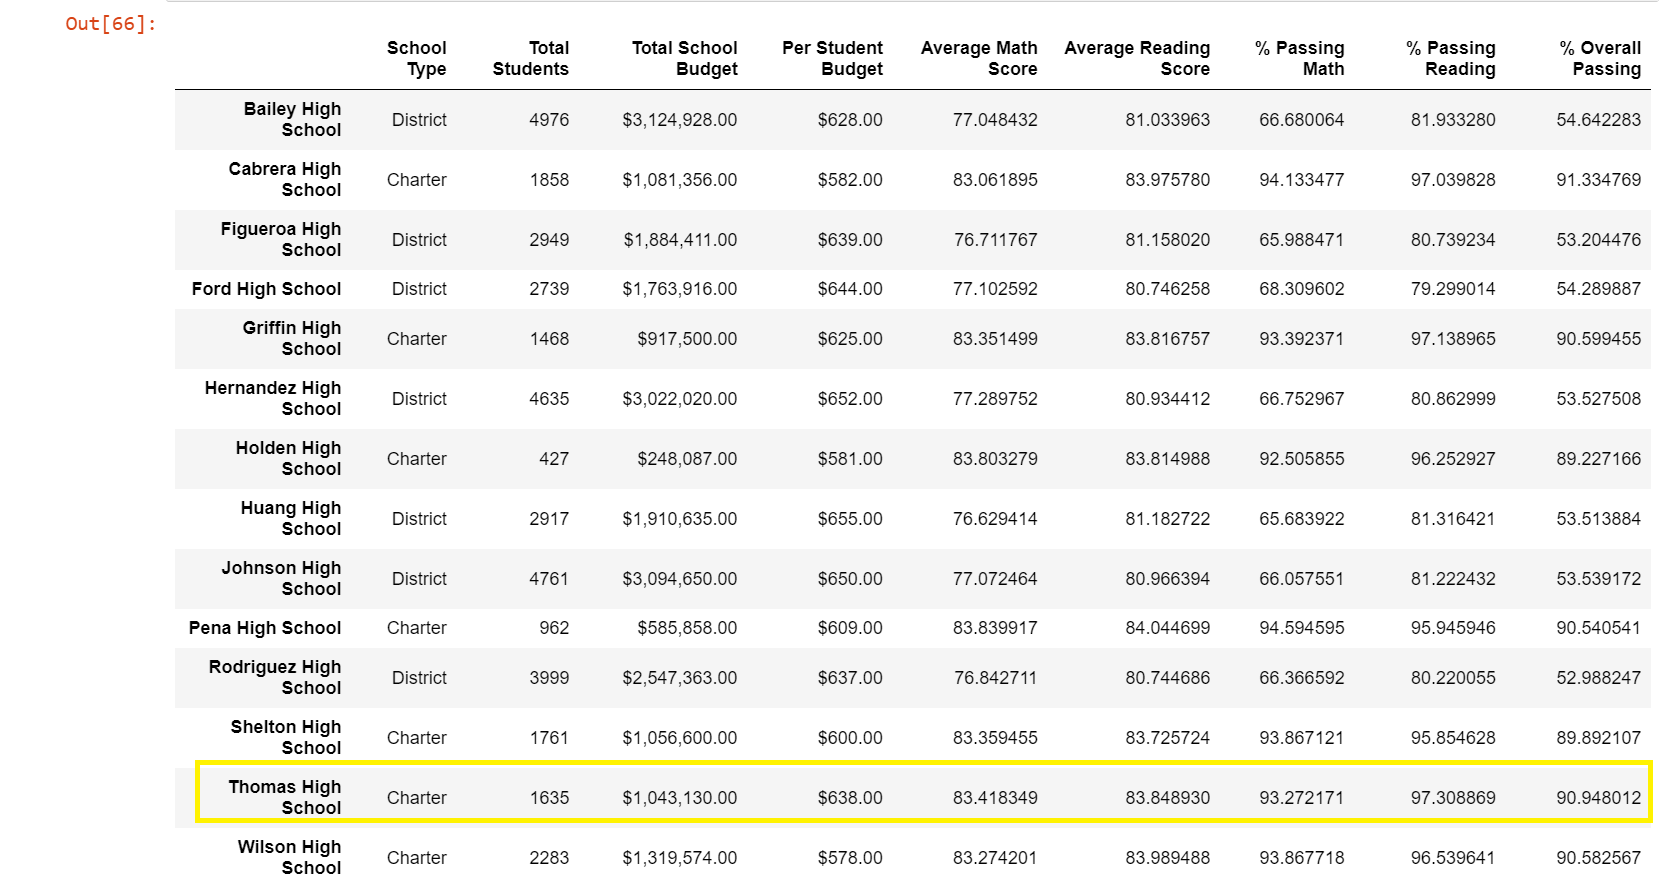 Out[66]:
School Type Total Students Total School Budget Per Student Budget Average Math Score Average Reading Score % Passing Math % Passing Reading % Overall Passing
Bailey High School District 4976 $3,124,928.00 $628.00 77.048432 81.033963 66.680064 81.933280 54.642283
Cabrera High School Charter 1858 $1,081,356.00 $582.00 83.061895 83.975780 94.133477 97.039828 91.334769
Figueroa High School District 2949 $1,884,411.00 $639.00 76.711767 81.158020 65.988471 80.739234 53.204476
Ford High School District 2739 $1,763,916.00 $644.00 77.102592 80.746258 68.309602 79.299014 54.289887
Griffin High School Charter 1468 $917,500.00 $625.00 83.351499 83.816757 93.392371 97.138965 90.599455
Hernandez High School District 4635 $3,022,020.00 $652.00 77.289752 80.934412 66.752967 80.862999 53.527508
Holden High School Charter 427 $248,087.00 $581.00 83.803279 83.814988 92.505855 96.252927 89.227166
Huang High School District 2917 $1,910,635.00 $655.00 76.629414 81.182722 65.683922 81.316421 53.513884
Johnson High School District 4761 $3,094,650.00 $650.00 77.072464 80.966394 66.057551 81.222432 53.539172
Pena High School Charter 962 $585,858.00 $609.00 83.839917 84.044699 94.594595 95.945946 90.540541
Rodriguez High School District 3999 $2,547,363.00 $637.00 76.842711 80.744686 66.366592 80.220055 52.988247
Shelton High School Charter 1761 $1,056,600.00 $600.00 83.359455 83.725724 93.867121 95.854628 89.892107
Thomas High School Charter 1635 $1,043,130.00 $638.00 83.418349 83.848930 93.272171 97.308869 90.948012
Wilson High School Charter 2283 $1,319,574.00 $578.00 83.274201 83.989488 93.867718 96.539641 90.582567